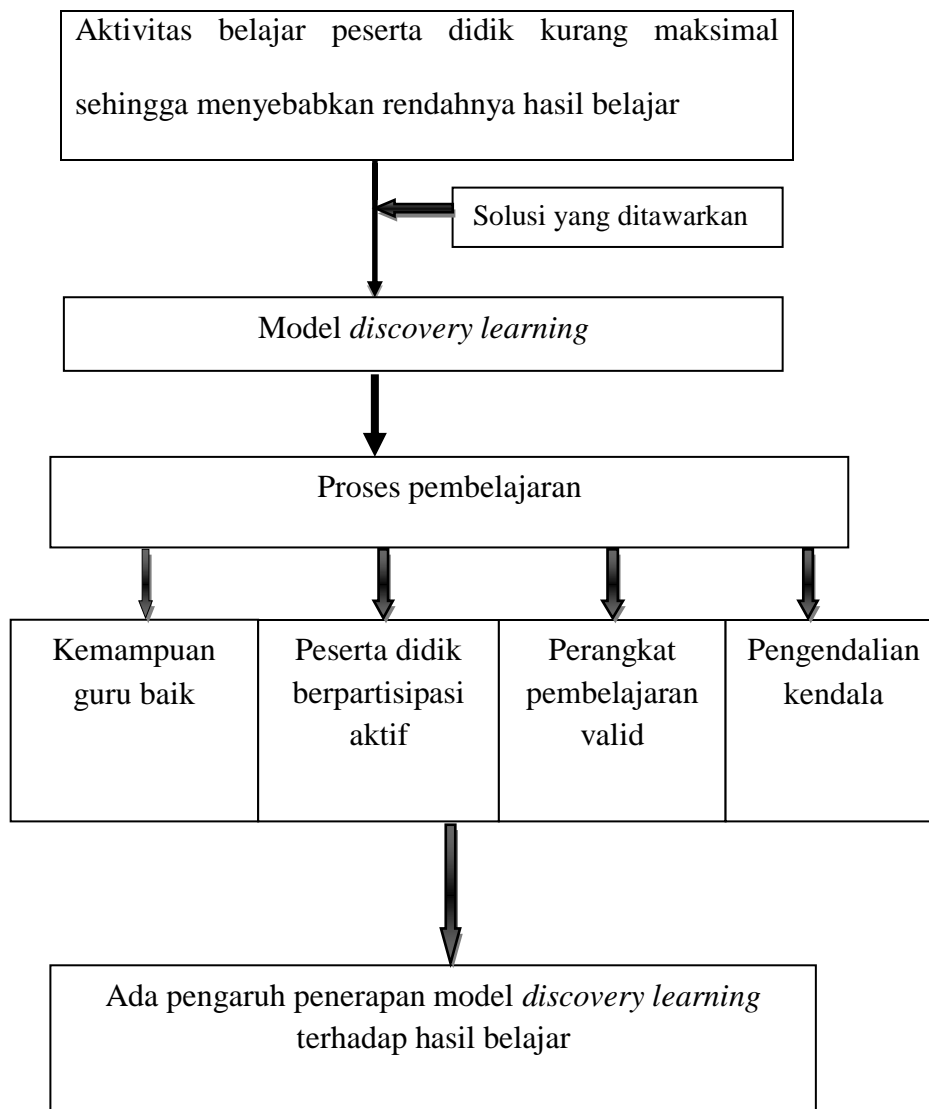 Aktivitas belajar peserta didik kurang maksimal
sehingga menyebabkan rendahnya hasil belajar
Solusi yang ditawarkan
Model discovery learning
Proses pembelajaran
Kemampuan
guru baik
Peserta didik
berpartisipasi
aktif
Perangkat
pembelajaran
valid
Pengendalian
kendala
Ada pengaruh penerapan model discovery learning
terhadap hasil belajar